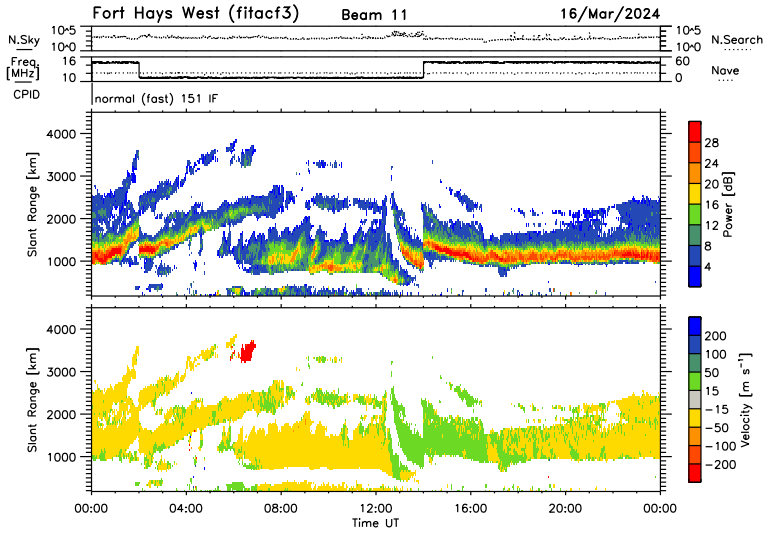 Fort Hays West (fitacf3) Beam 11 16/Mar/2024
N.Sky 10^5 10^0 10^5 10^0 N.Search
Freq. [MHz] 16 10 60 0 Nave
CPID normal (fast) 151 IF
Slant Range [km] 4000 3000 2000 1000
Power [dB] 28 24 20 16 12 8 4
Slant Range [km] 4000 3000 2000 1000
Velocity [m s⁻¹] 200 100 50 15 −15 −50 −100 −200
00:00 04:00 08:00 12:00 16:00 20:00 00:00
Time UT